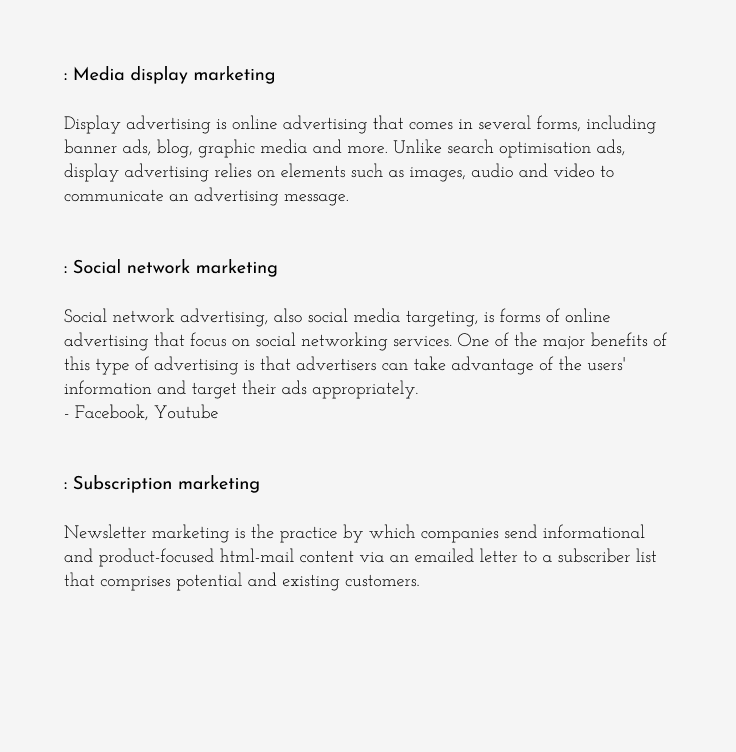 : Media display marketing
Display advertising is online advertising that comes in several forms, including
banner ads, blog, graphic media and more. Unlike search optimisation ads,
display advertising relies on elements such as images, audio and video to
communicate an advertising message.
: Social network marketing
Social network advertising, also social media targeting, is forms of online
advertising that focus on social networking services. One of the major benefits of
this type of advertising is that advertisers can take advantage of the users'
information and target their ads appropriately.
- Facebook, Youtube
: Subscription marketing
Newsletter marketing is the practice by which companies send informational
and product-focused html-mail content via an emailed letter to a subscriber list
that comprises potential and existing customers.